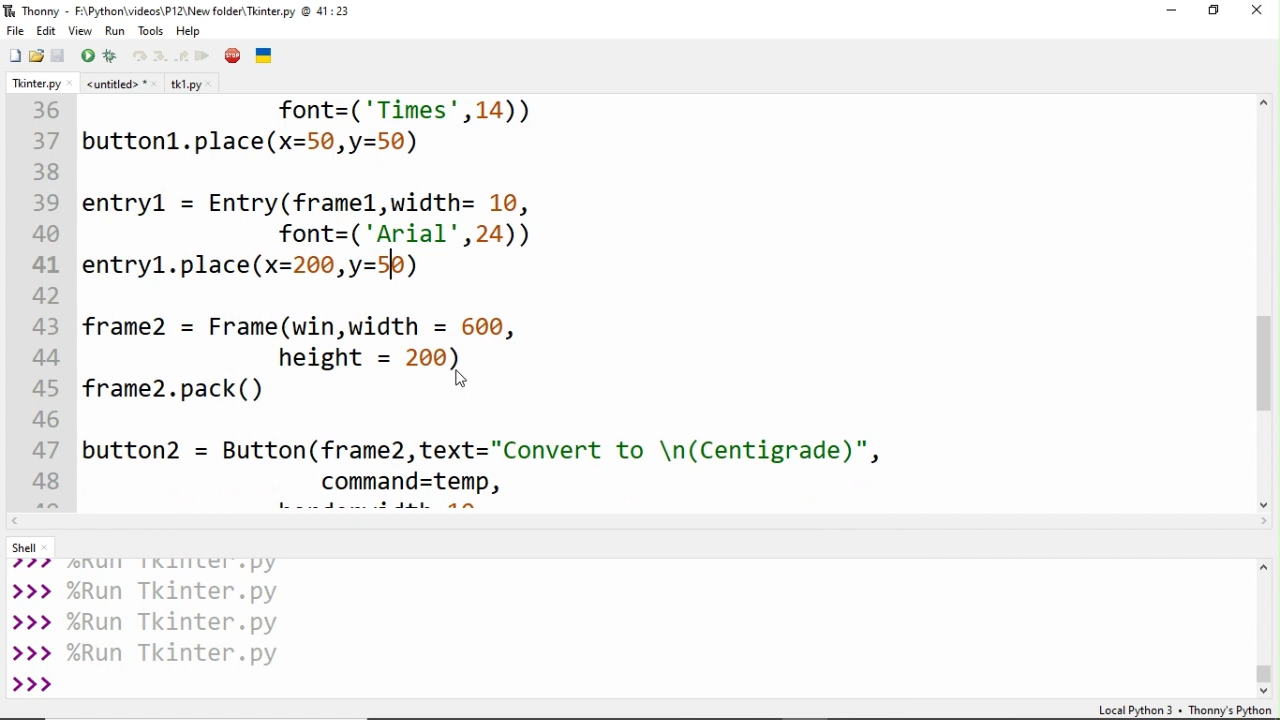 Thonny - F:\Python\videos\P12\New folder\Tkinter.py @ 41 : 23
File Edit View Run Tools Help
STOP
Tkinter.py × <untitled> * × tk1.py ×
36 font=('Times',14))
37 button1.place(x=50,y=50)
38
39 entry1 = Entry(frame1,width= 10,
40 font=('Arial',24))
41 entry1.place(x=200,y=50)
42
43 frame2 = Frame(win,width = 600,
44 height = 200)
45 frame2.pack()
46
47 button2 = Button(frame2,text="Convert to \n(Centigrade)",
48 command=temp,
Shell ×
>>> %Run Tkinter.py
>>> %Run Tkinter.py
>>> %Run Tkinter.py
>>> %Run Tkinter.py
>>>
Local Python 3 • Thonny's Python